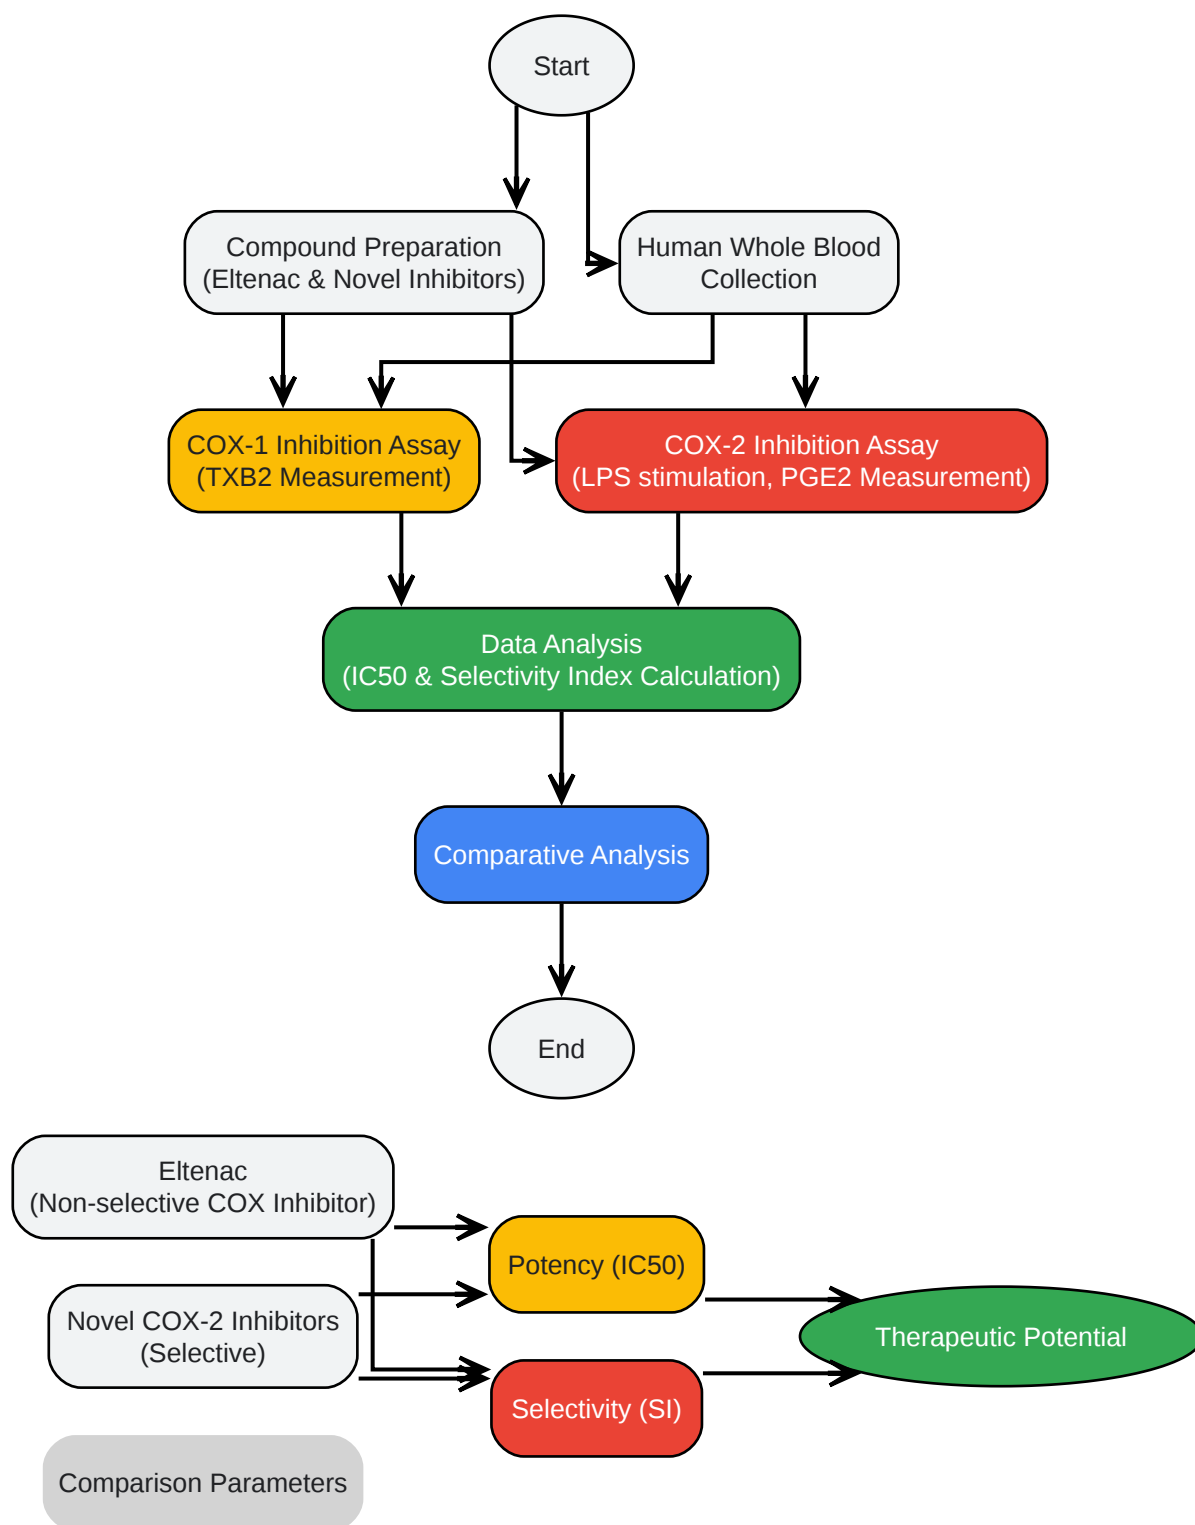 Start
Compound Preparation
(Eltenac & Novel Inhibitors)
Human Whole Blood
Collection
COX-1 Inhibition Assay
(TXB2 Measurement)
COX-2 Inhibition Assay
(LPS stimulation, PGE2 Measurement)
Data Analysis
(IC50 & Selectivity Index Calculation)
Comparative Analysis
End
Eltenac
(Non-selective COX Inhibitor)
Potency (IC50)
Novel COX-2 Inhibitors
(Selective)
Therapeutic Potential
Selectivity (SI)
Comparison Parameters